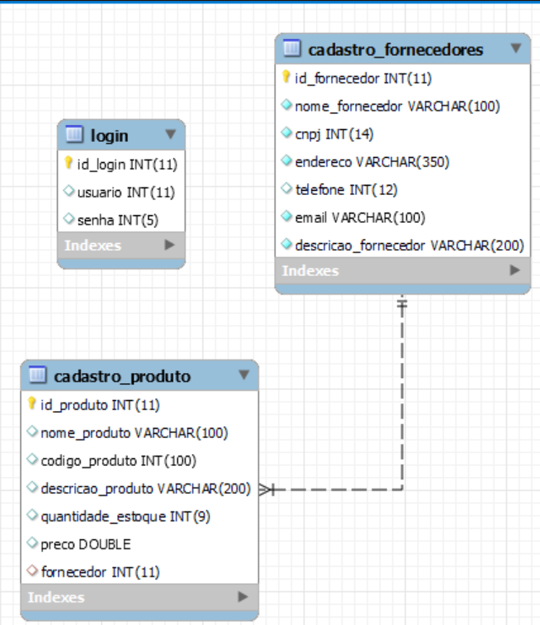 cadastro_fornecedores
id_fornecedor INT(11)
nome_fornecedor VARCHAR(100)
cnpj INT(14)
endereco VARCHAR(350)
telefone INT(12)
email VARCHAR(100)
descricao_fornecedor VARCHAR(200)
Indexes
login
id_login INT(11)
usuario INT(11)
senha INT(5)
Indexes
cadastro_produto
id_produto INT(11)
nome_produto VARCHAR(100)
codigo_produto INT(100)
descricao_produto VARCHAR(200)
quantidade_estoque INT(9)
preco DOUBLE
fornecedor INT(11)
Indexes